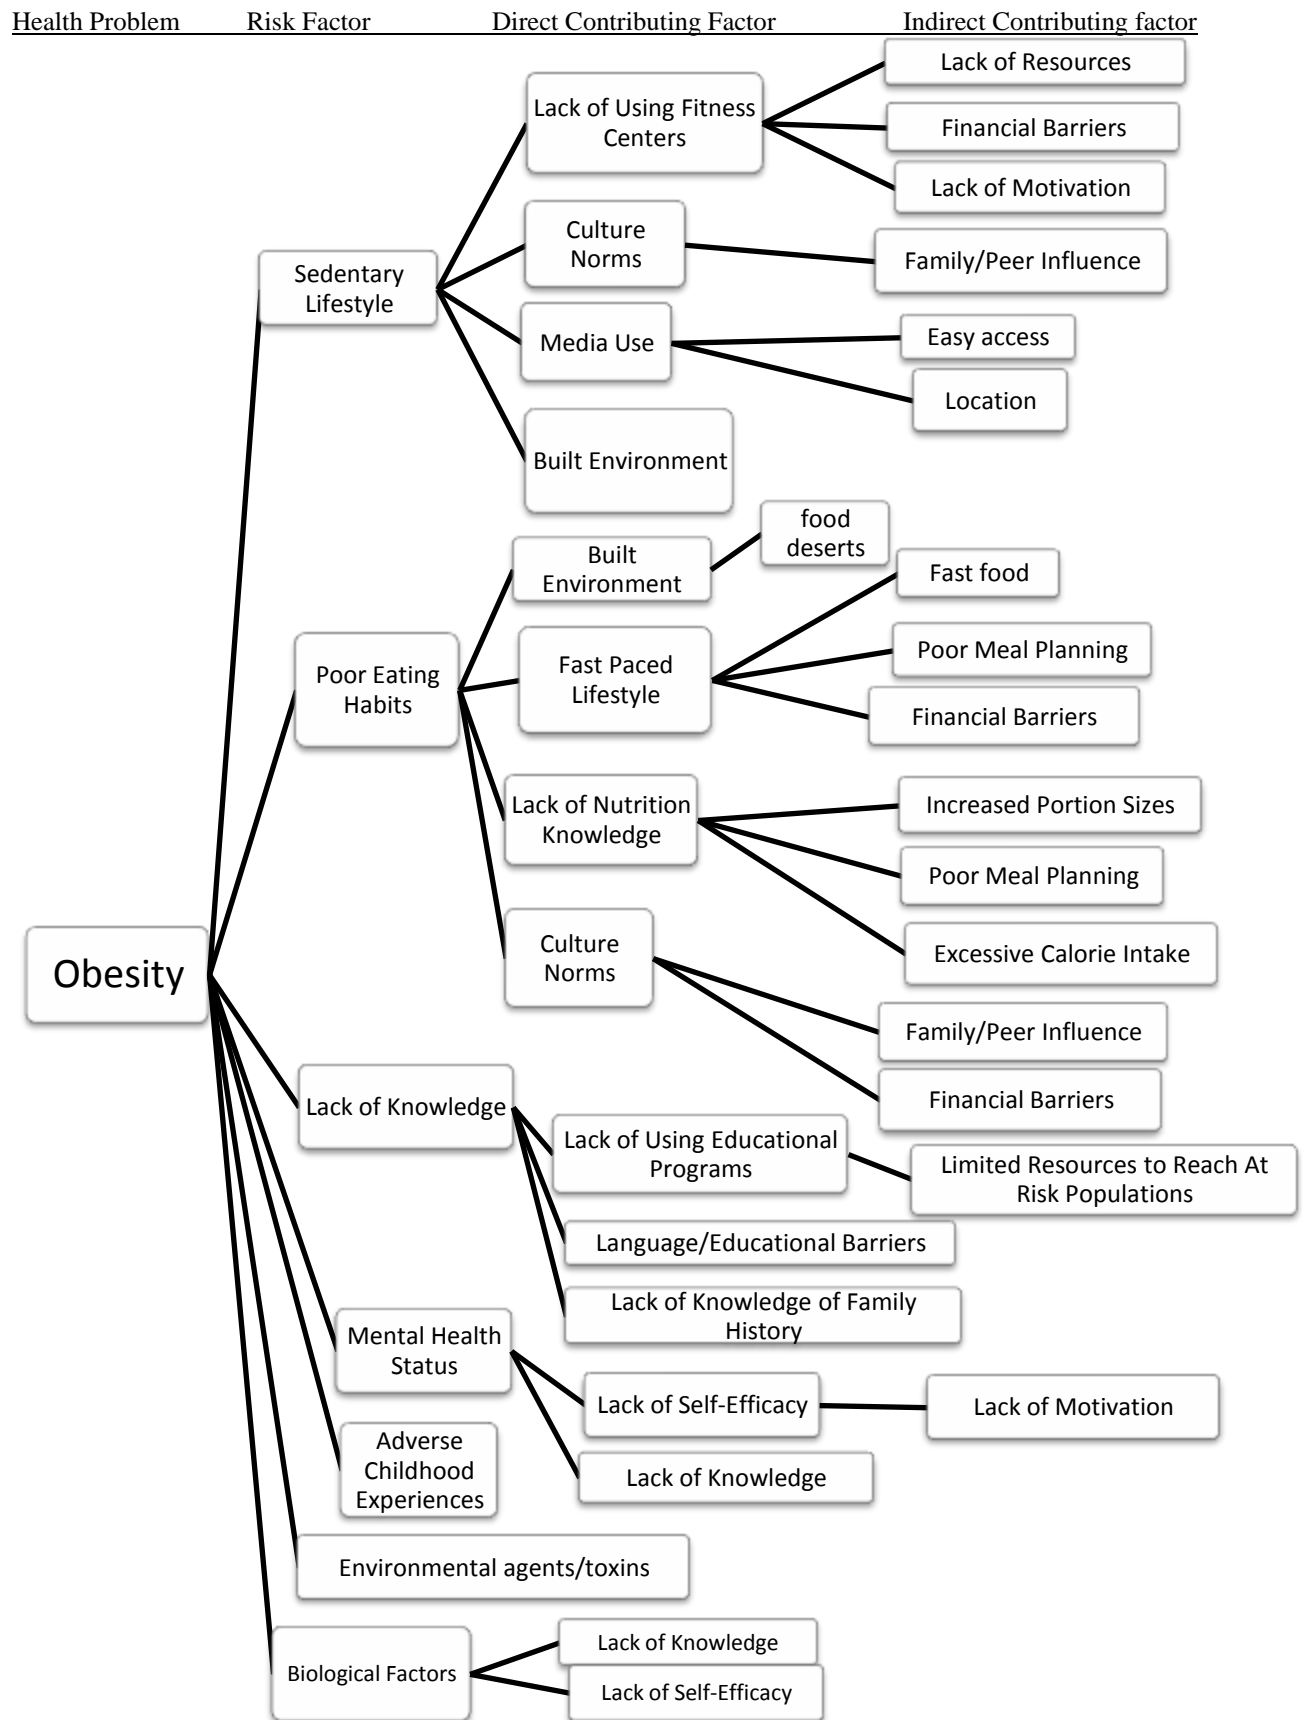 Health Problem Risk Factor Direct Contributing Factor Indirect Contributing factor
Lack of Resources
Lack of Using Fitness
Centers
Financial Barriers
Lack of Motivation
Culture
Norms
Family/Peer Influence
Sedentary
Lifestyle
Media Use
Easy access
Location
Built Environment
food
deserts
Built
Environment
Fast food
Poor Eating
Habits
Fast Paced
Lifestyle
Poor Meal Planning
Financial Barriers
Lack of Nutrition
Knowledge
Increased Portion Sizes
Poor Meal Planning
Excessive Calorie Intake
Culture
Norms
Obesity
Family/Peer Influence
Financial Barriers
Lack of Knowledge
Lack of Using Educational
Programs
Limited Resources to Reach At
Risk Populations
Language/Educational Barriers
Lack of Knowledge of Family
History
Mental Health
Status
Lack of Self-Efficacy
Lack of Motivation
Lack of Knowledge
Adverse
Childhood
Experiences
Environmental agents/toxins
Biological Factors
Lack of Knowledge
Lack of Self-Efficacy